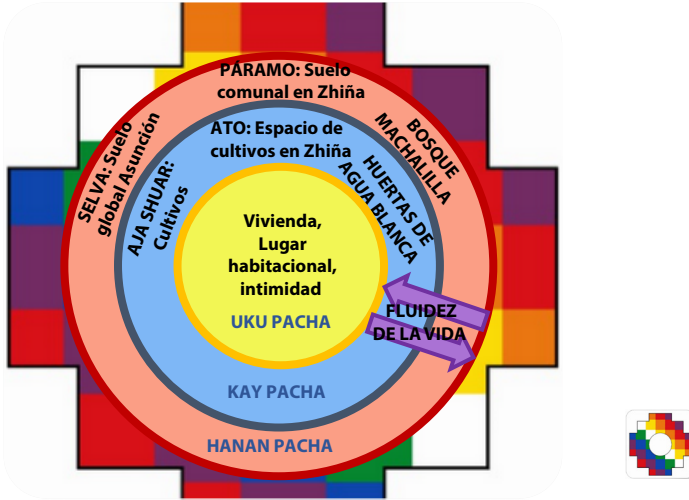 PÁRAMO: Suelo
comunal en Zhiña
SELVA: Suelo
global Asunción
BOSQUE
MACHALILLA
ATO: Espacio de
cultivos en Zhiña
AJA SHUAR:
Cultivos
HUERTAS DE
AGUA BLANCA
Vivienda,
Lugar
habitacional,
intimidad
UKU PACHA
FLUIDEZ
DE LA VIDA
KAY PACHA
HANAN PACHA